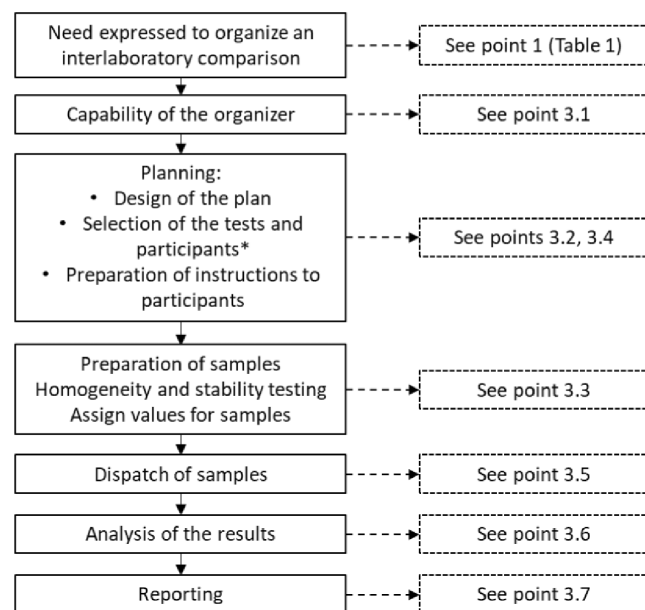 Need expressed to organize an
interlaboratory comparison
See point 1 (Table 1)
Capability of the organizer
See point 3.1
Planning:
• Design of the plan
• Selection of the tests and
participants*
• Preparation of instructions to
participants
See points 3.2, 3.4
Preparation of samples
Homogeneity and stability testing
Assign values for samples
See point 3.3
Dispatch of samples
See point 3.5
Analysis of the results
See point 3.6
Reporting
See point 3.7